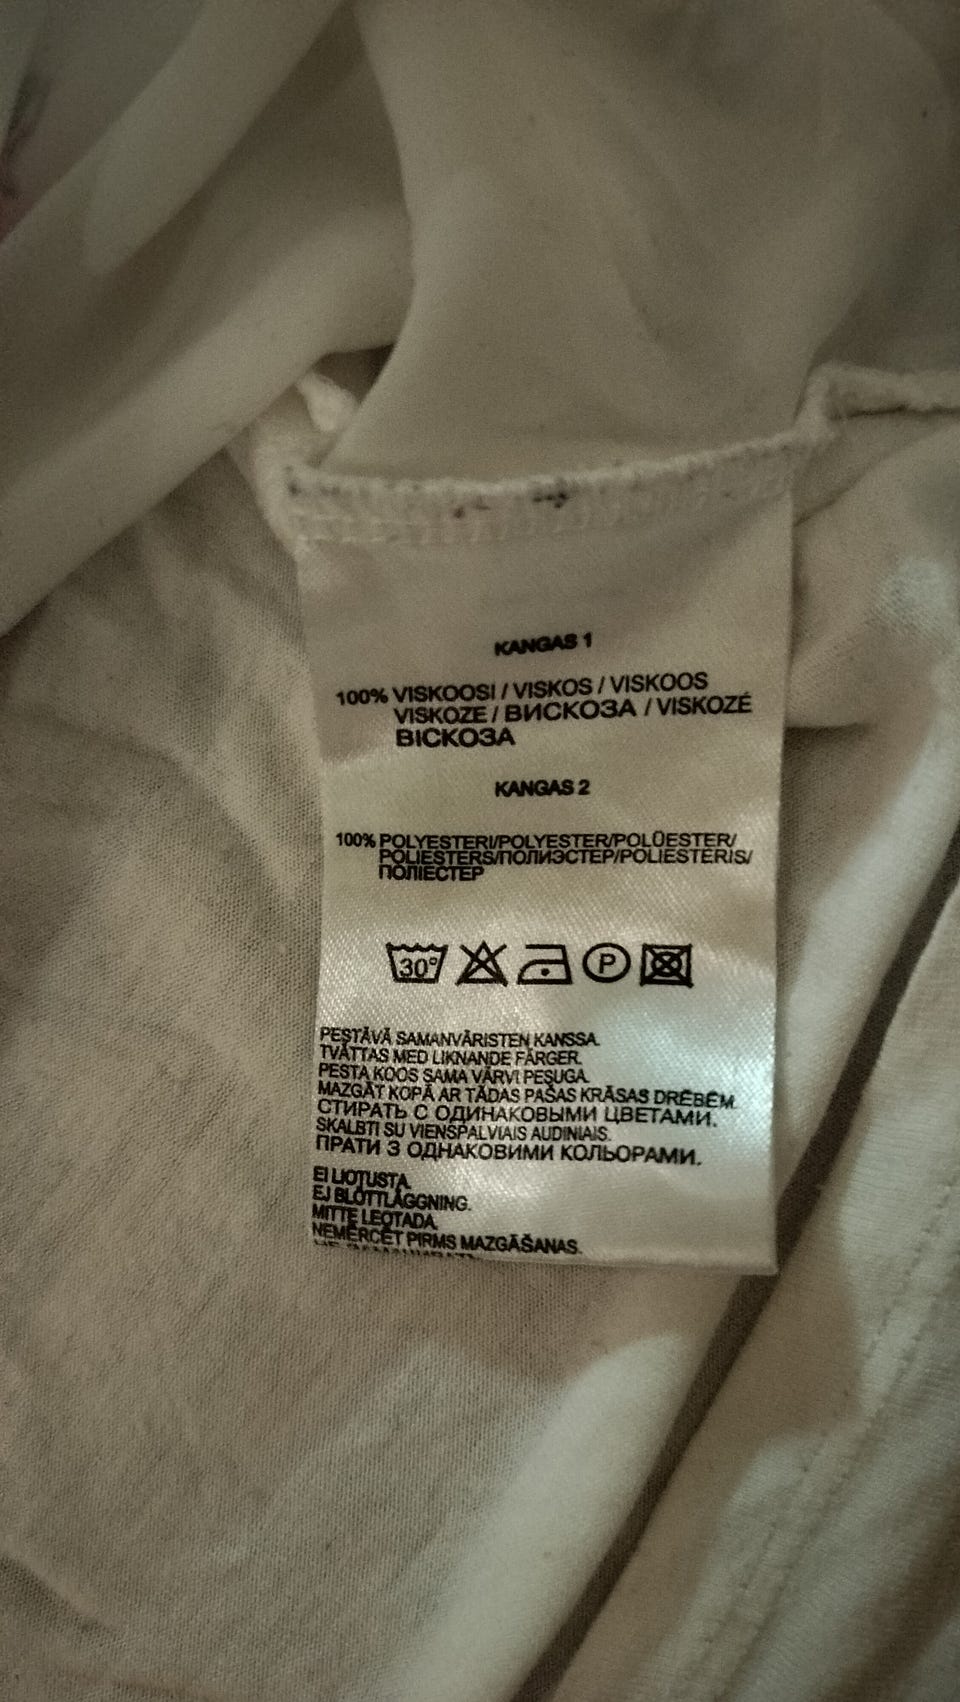 KANGAS 1
100% VISKOOSI / VISKOS / VISKOOS
VISKOZE / ВИСКОЗА / VISKOZĖ
ВІСКОЗА
KANGAS 2
100% POLYESTERI/POLYESTER/POLÜESTER/
POLIESTERS/ПОЛИЭСТЕР/POLIESTERIS/
ПОЛІЕСТЕР
30° P
PESTÄVÄ SAMANVÄRISTEN KANSSA.
TVÄTTAS MED LIKNANDE FÄRGER.
PESTA KOOS SAMA VÄRVI PESUGA.
MAZGĀT KOPĀ AR TĀDAS PAŠAS KRĀSAS DRĒBĒM.
СТИРАТЬ С ОДИНАКОВЫМИ ЦВЕТАМИ.
SKALBTI SU VIENSPALVIAIS AUDINIAIS.
ПРАТИ З ОДНАКОВИМИ КОЛЬОРАМИ.
EI LIOTUSTA.
EJ BLÖTTLÄGGNING.
MITTE LEOTADA.
NEMĒRCĒT PIRMS MAZGĀŠANAS.